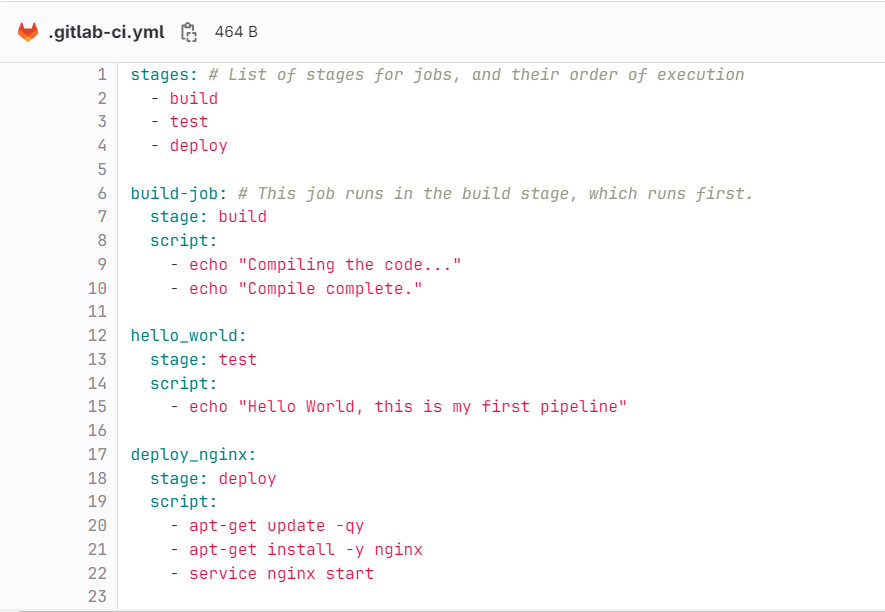 .gitlab-ci.yml 464 B
1 stages: # List of stages for jobs, and their order of execution
2   - build
3   - test
4   - deploy
5
6 build-job: # This job runs in the build stage, which runs first.
7   stage: build
8   script:
9     - echo "Compiling the code..."
10     - echo "Compile complete."
11
12 hello_world:
13   stage: test
14   script:
15     - echo "Hello World, this is my first pipeline"
16
17 deploy_nginx:
18   stage: deploy
19   script:
20     - apt-get update -qy
21     - apt-get install -y nginx
22     - service nginx start
23